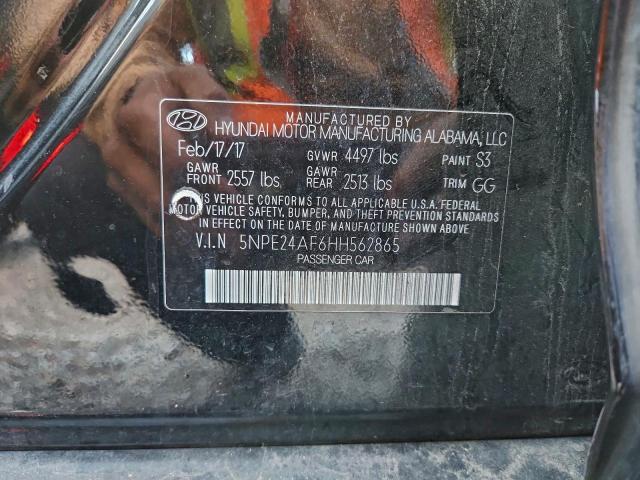 MANUFACTURED BY
HYUNDAI MOTOR MANUFACTURING ALABAMA, LLC
Feb/17/17 GVWR 4497 lbs PAINT S3
GAWR FRONT 2557 lbs. GAWR REAR 2513 lbs TRIM GG
THIS VEHICLE CONFORMS TO ALL APPLICABLE U.S.A. FEDERAL
MOTOR VEHICLE SAFETY, BUMPER, AND THEFT PREVENTION STANDARDS
IN EFFECT ON THE DATE OF MANUFACTURE SHOWN ABOVE
V.I.N 5NPE24AF6HH562865
PASSENGER CAR